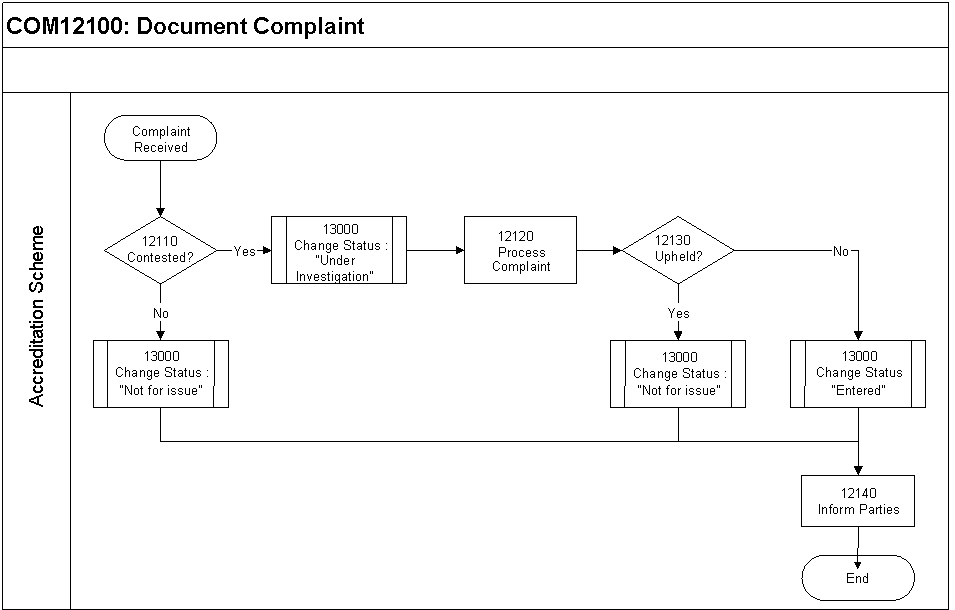 COM12100: Document Complaint
Accreditation Scheme
Complaint
Received
12110
Contested?
Yes
13000
Change Status :
"Under
Investigation"
12120
Process
Complaint
12130
Upheld?
No
No
Yes
13000
Change Status :
"Not for issue"
13000
Change Status :
"Not for issue"
13000
Change Status
"Entered"
12140
Inform Parties
End